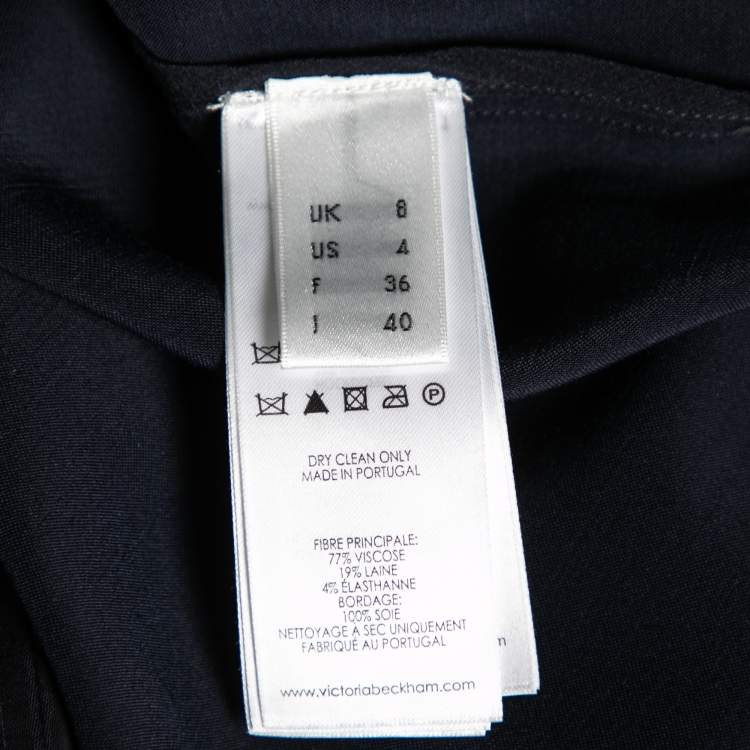 UK 8
US 4
F 36
I 40
P
DRY CLEAN ONLY
MADE IN PORTUGAL
FIBRE PRINCIPALE:
77% VISCOSE
19% LAINE
4% ÉLASTHANNE
BORDAGE:
100% SOIE
NETTOYAGE À SEC UNIQUEMENT
FABRIQUÉ AU PORTUGAL
m
www.victoriabeckham.com